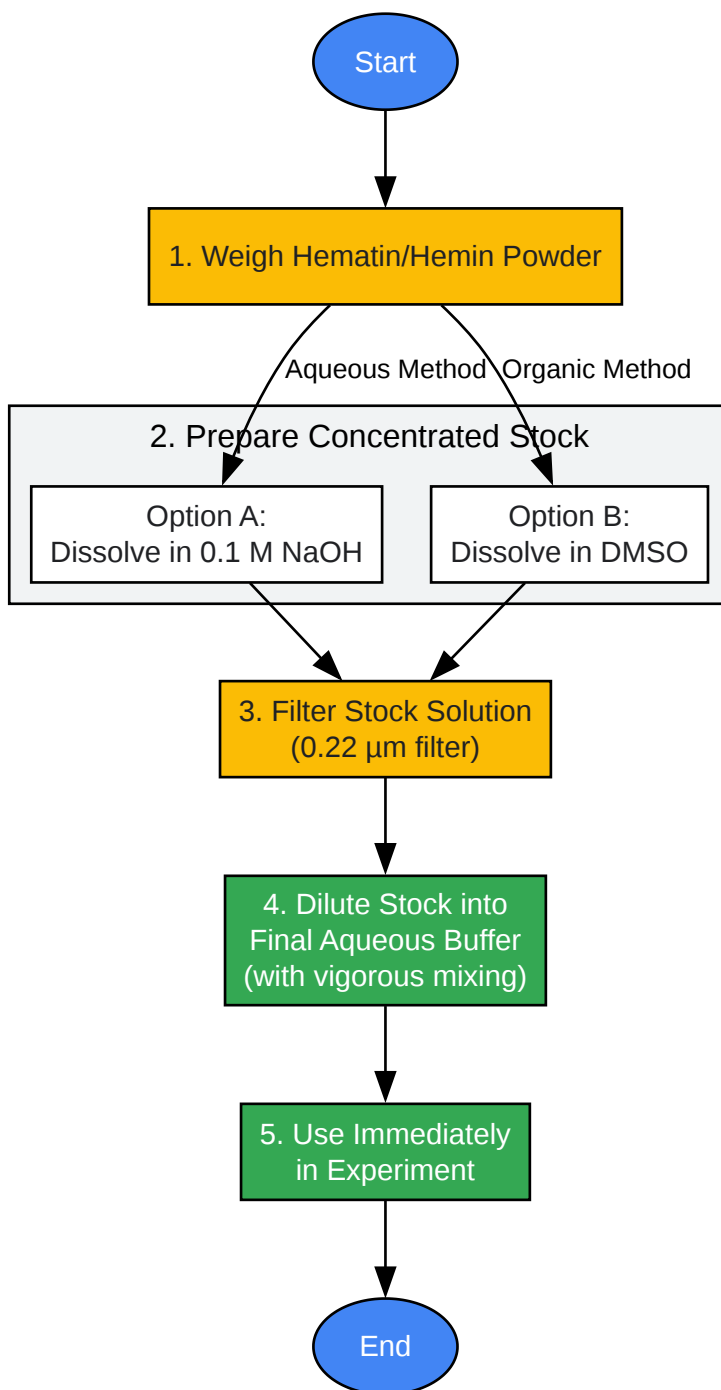 Start
1. Weigh Hematin/Hemin Powder
Aqueous Method
Organic Method
2. Prepare Concentrated Stock
Option A:
Dissolve in 0.1 M NaOH
Option B:
Dissolve in DMSO
3. Filter Stock Solution
(0.22 µm filter)
4. Dilute Stock into
Final Aqueous Buffer
(with vigorous mixing)
5. Use Immediately
in Experiment
End